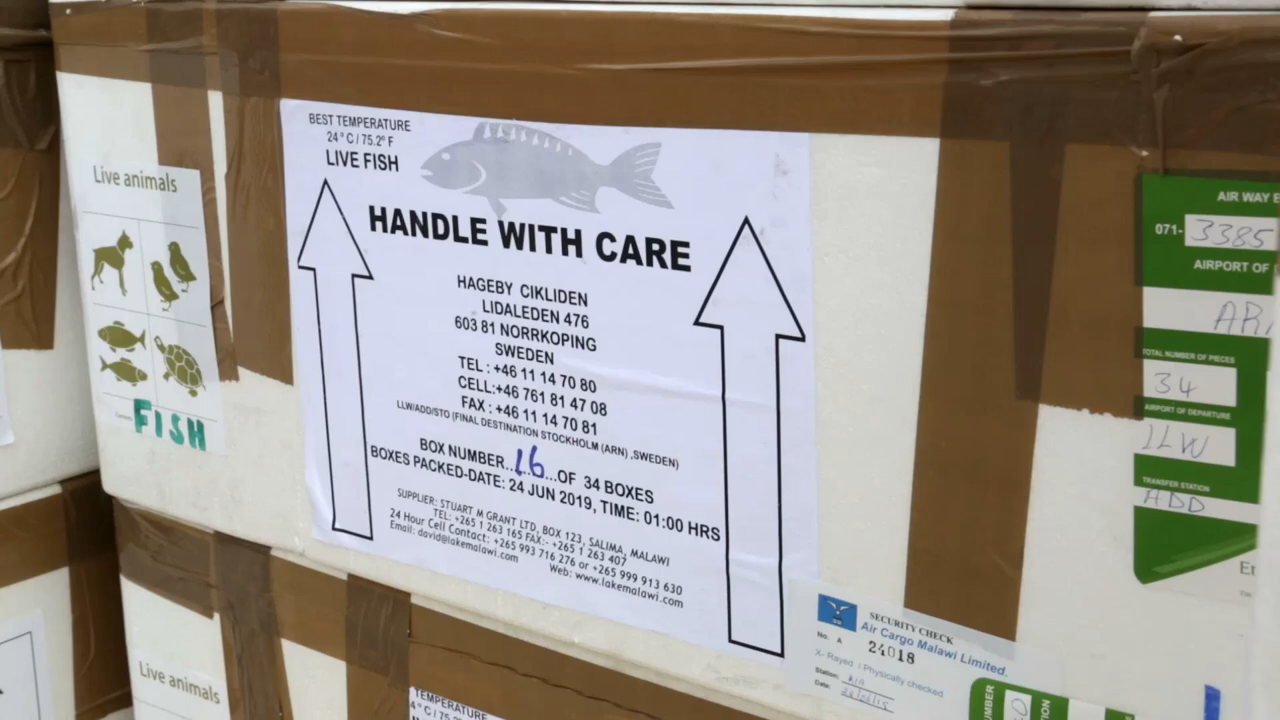 BEST TEMPERATURE
24° C / 75.2° F
LIVE FISH
HANDLE WITH CARE
HAGEBY CIKLIDEN
LIDALEDEN 476
603 81 NORRKOPING
SWEDEN
TEL : +46 11 14 70 80
CELL:+46 761 81 47 08
FAX : +46 11 14 70 81
LLW/ADD/STO (FINAL DESTINATION STOCKHOLM (ARN) ,SWEDEN)
BOX NUMBER..16...OF 34 BOXES
BOXES PACKED-DATE: 24 JUN 2019, TIME: 01:00 HRS
SUPPLIER: STUART M GRANT LTD, BOX 123, SALIMA, MALAWI
TEL: +265 1 263 165 FAX:- +265 1 263 407
24 Hour Cell Contact: +265 993 716 276 or +265 999 913 630
Email: david@lakemalawi.com Web: www.lakemalawi.com
Live animals
FISH
AIR WAY
071- 3385
AIRPORT OF
AR
TOTAL NUMBER OF PIECES
34
AIRPORT OF DEPARTURE
LLW
TRANSFER STATION
ADD
SECURITY CHECK
Air Cargo Malawi Limited.
No. A 24018
X- Rayed / Physically checked
Station:
Date:
Live animals
TEMPERATURE